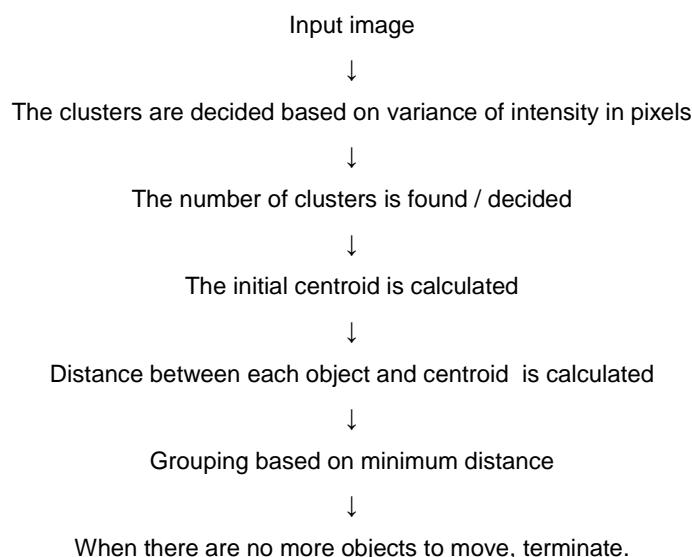 Input image
↓
The clusters are decided based on variance of intensity in pixels
↓
The number of clusters is found / decided
↓
The initial centroid is calculated
↓
Distance between each object and centroid is calculated
↓
Grouping based on minimum distance
↓
When there are no more objects to move, terminate.